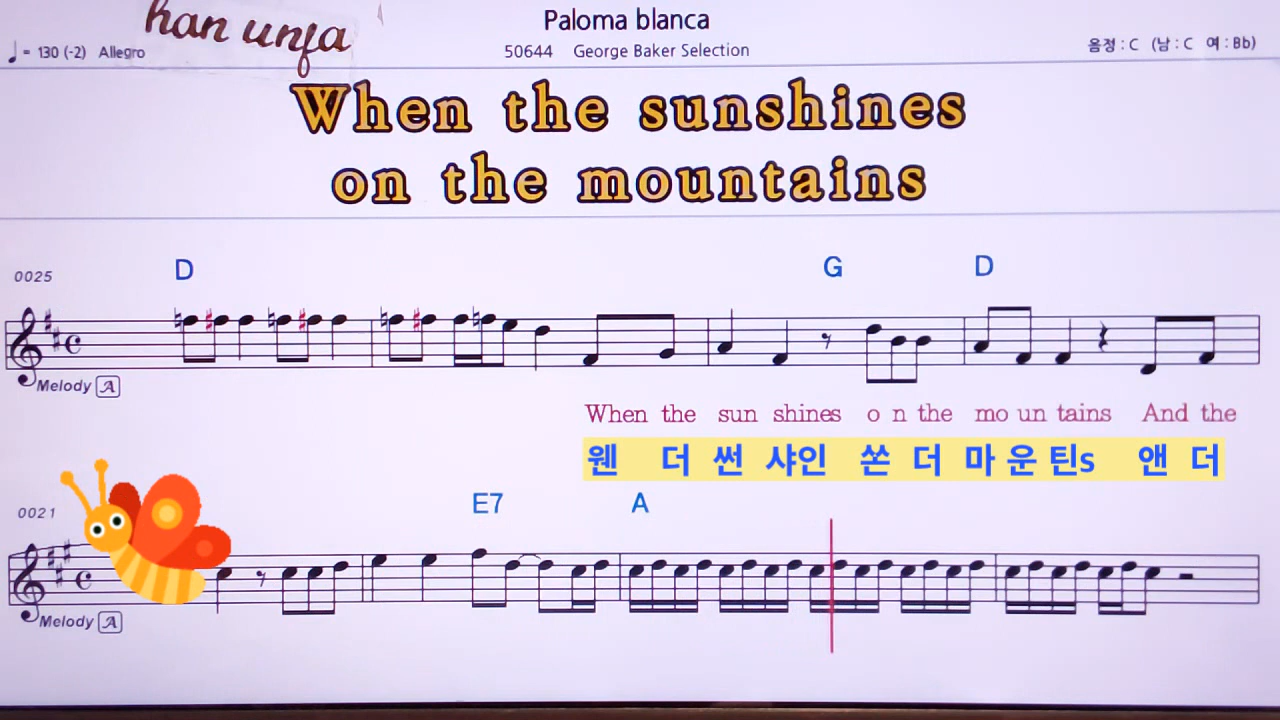 han unja
Paloma blanca
♩= 130 (-2) Allegro
50644 George Baker Selection
음정 : C (남 : C 여 : Bb)
When the sunshines
on the mountains
0025
D G D
Melody A
When the sun shines o n the mo un tains And the
웬 더 썬 샤인 쏜 더 마 운 틴s 앤 더
0021
E7 A
Melody A